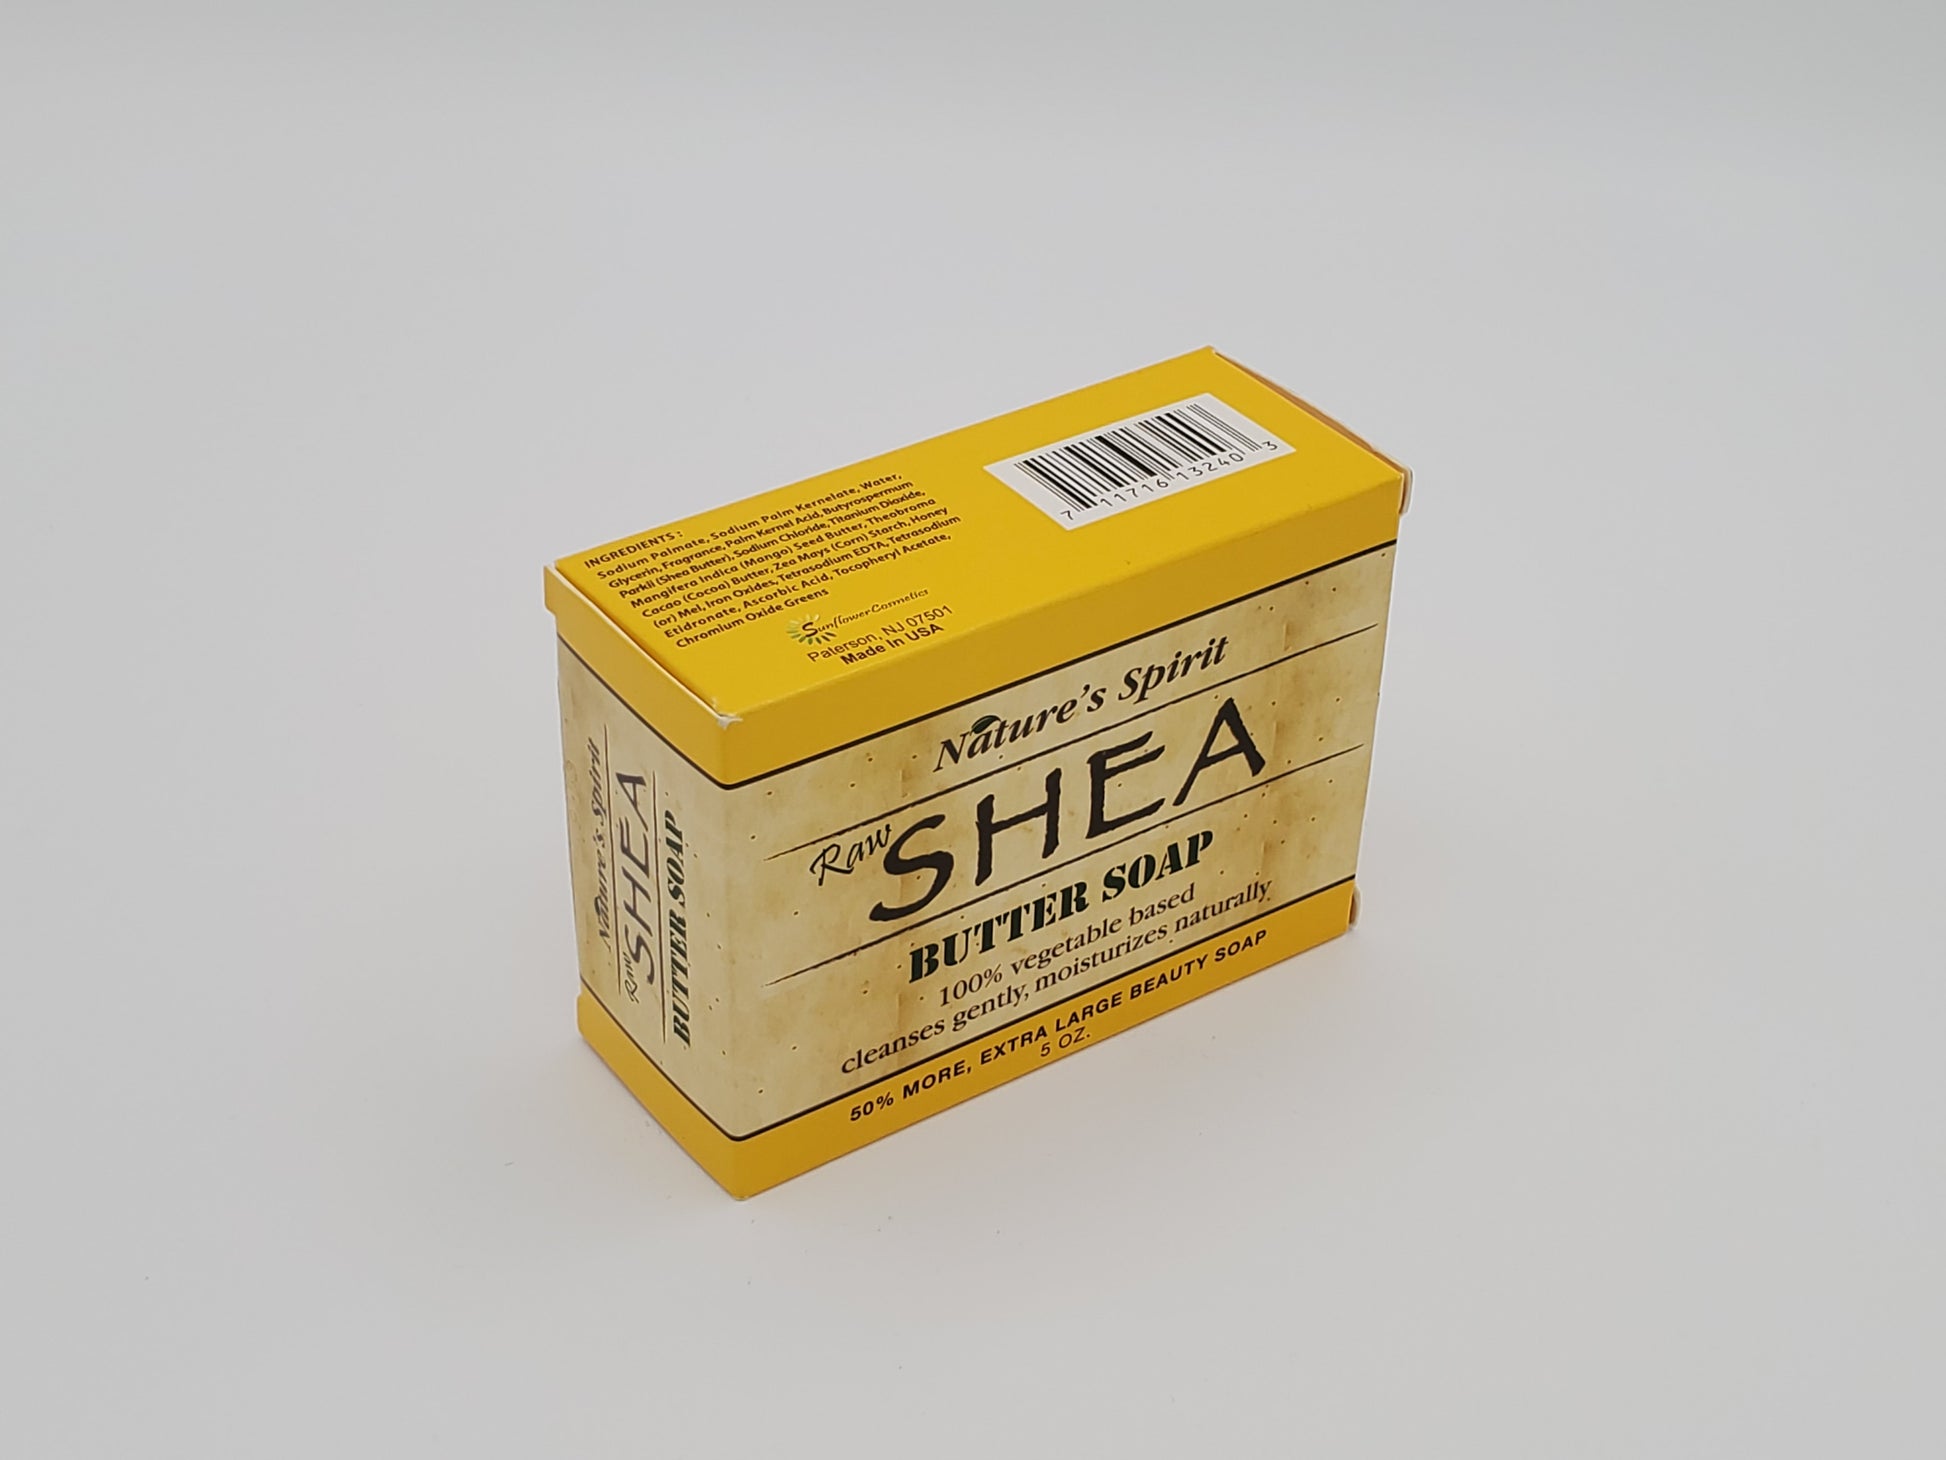 INGREDIENTS :
Sodium Palmate, Sodium Palm Kernelate, Water,
Glycerin, Fragrance, Palm Kernel Acid, Butyrospermum
Parkii (Shea Butter), Sodium Chloride, Titanium Dioxide,
Mangifera Indica (Mango) Seed Butter, Theobroma
Cacao (Cocoa) Butter, Zea Mays (Corn) Starch, Honey
(or) Mel, Iron Oxides, Tetrasodium EDTA, Tetrasodium
Etidronate, Ascorbic Acid, Tocopheryl Acetate,
Chromium Oxide Greens
SunflowerCosmetics
Paterson, NJ 07501
Made In USA
7 11716 13240 3
Nature's Spirit
Raw SHEA
BUTTER SOAP
100% vegetable based
cleanses gently, moisturizes naturally
50% MORE, EXTRA LARGE BEAUTY SOAP
5 OZ.
Nature's Spirit
Raw SHEA
BUTTER SOAP